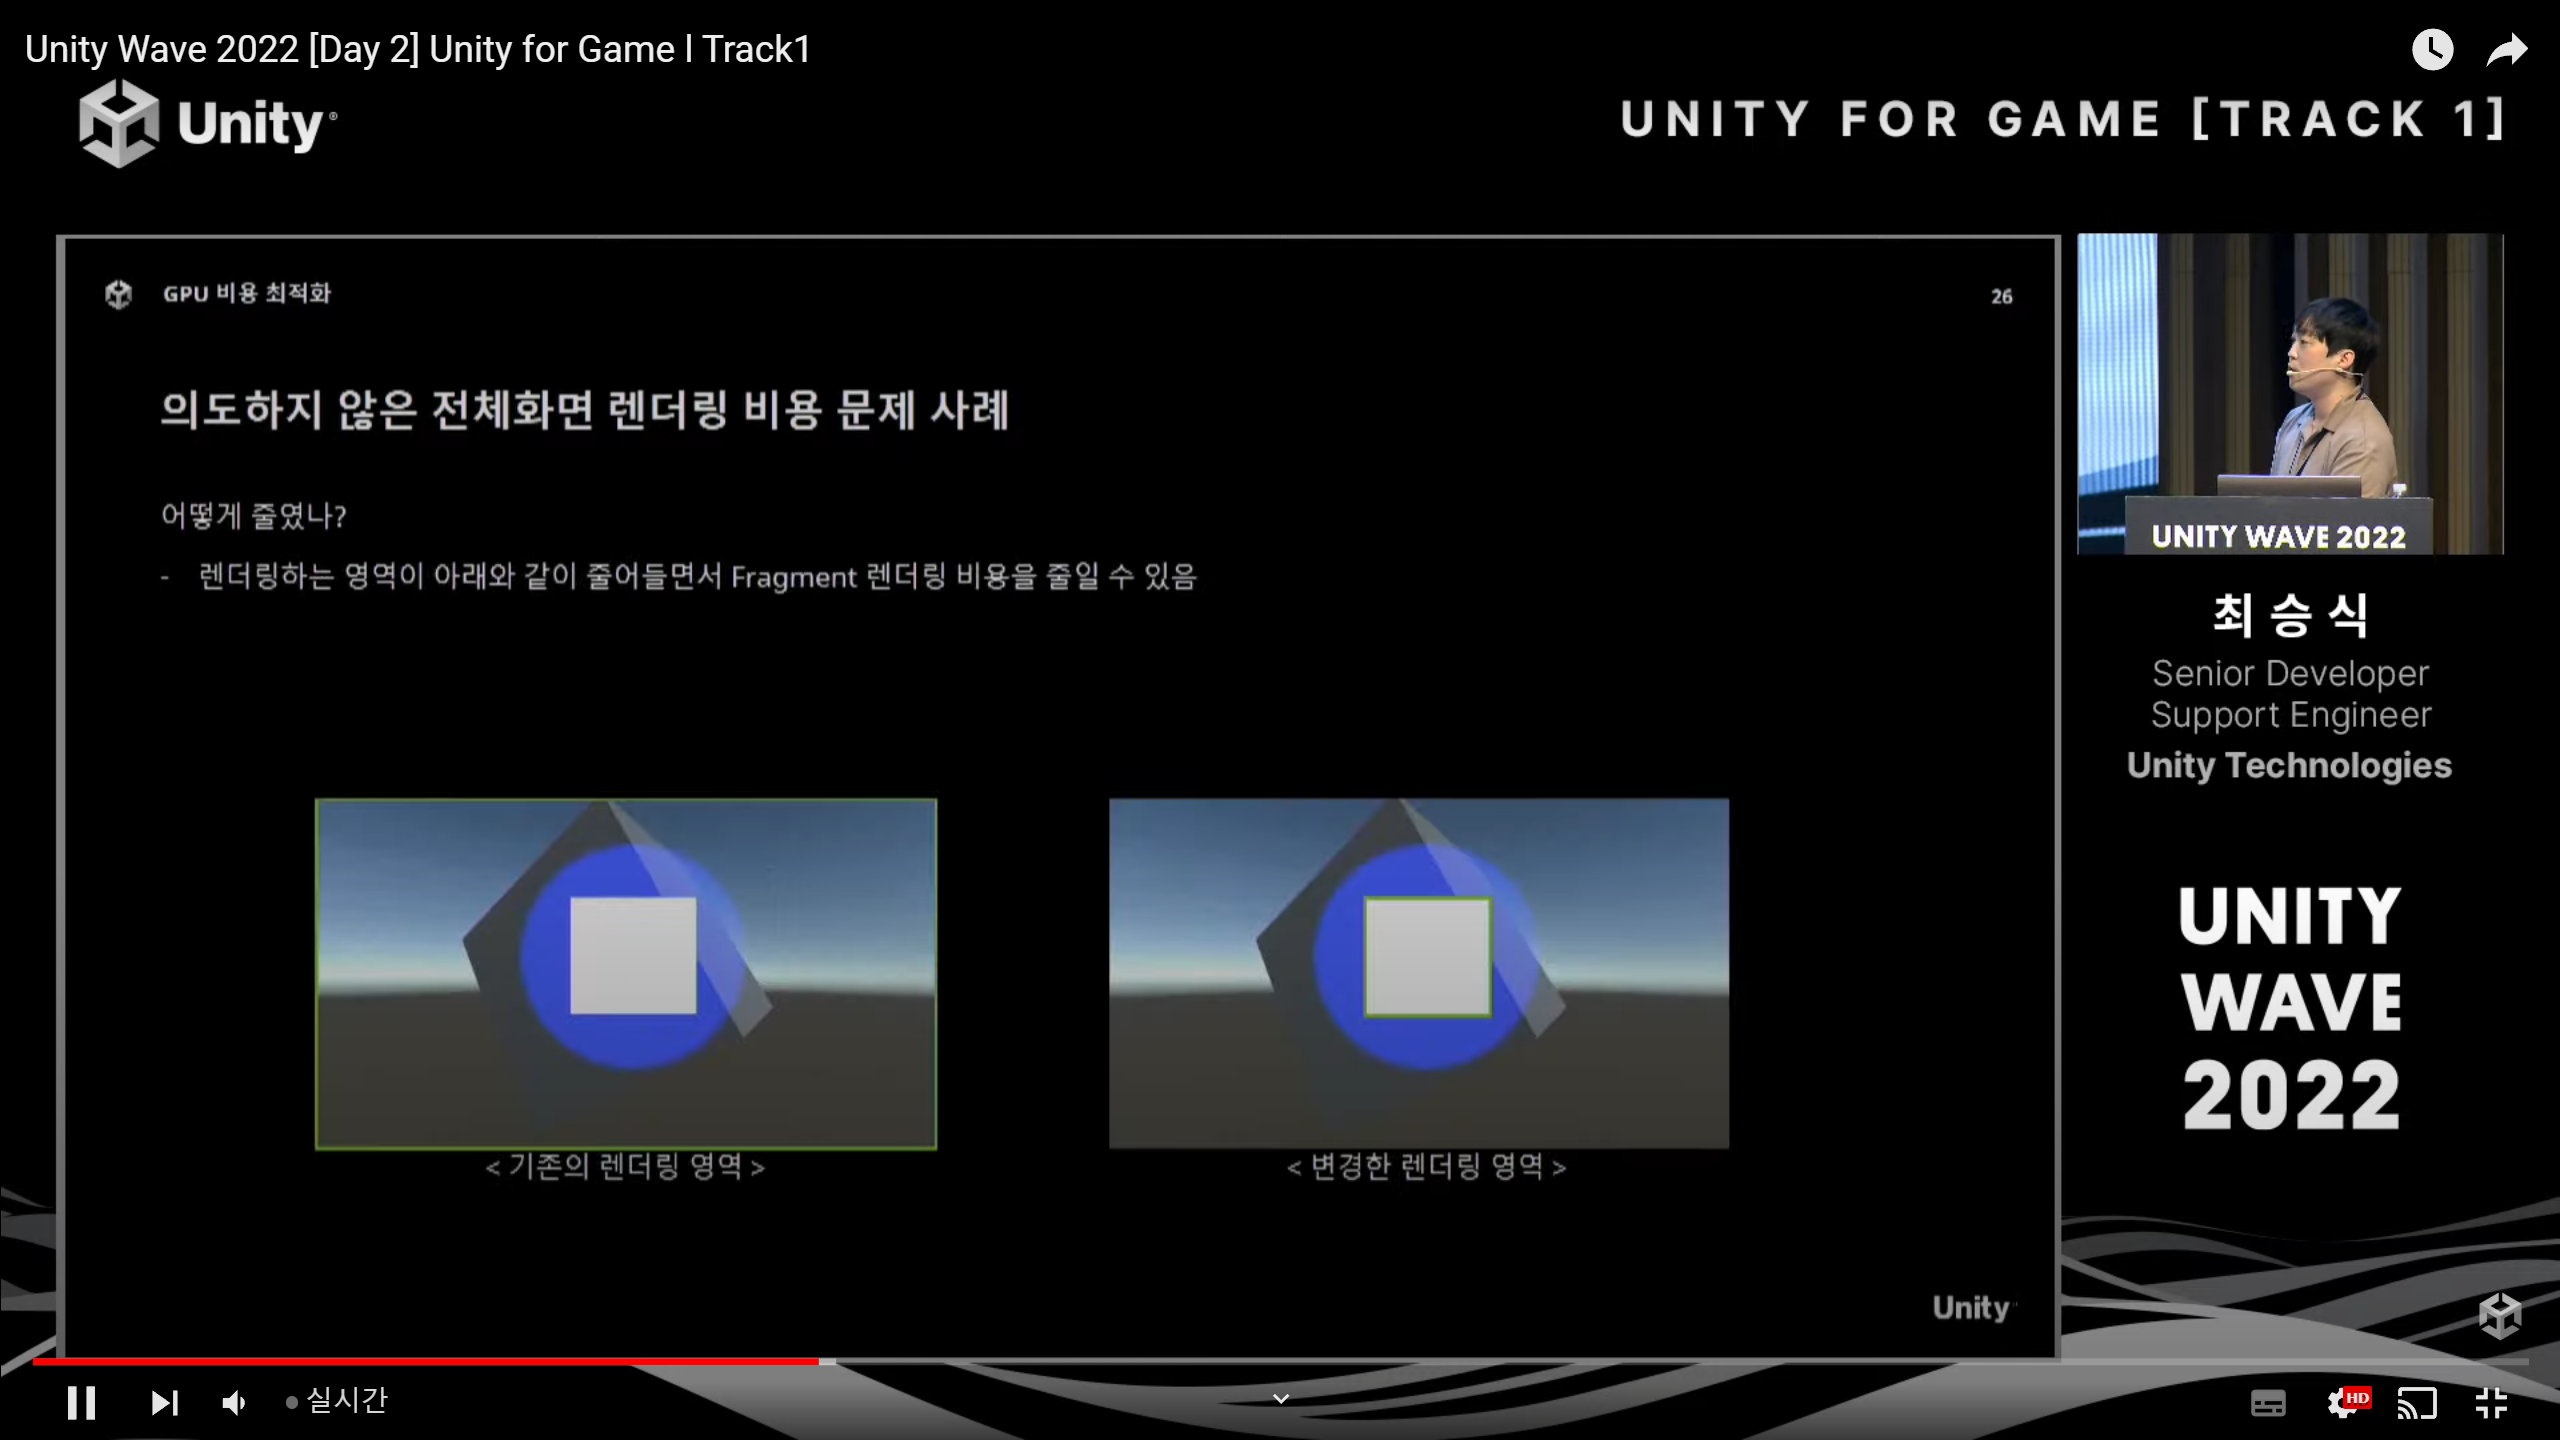 Unity Wave 2022 [Day 2] Unity for Game l Track1
Unity
UNITY FOR GAME [TRACK 1]
GPU 비용 최적화
26
의도하지 않은 전체화면 렌더링 비용 문제 사례
어떻게 줄였나?
- 렌더링하는 영역이 아래와 같이 줄어들면서 Fragment 렌더링 비용을 줄일 수 있음
< 기존의 렌더링 영역 >
< 변경한 렌더링 영역 >
Unity
UNITY WAVE 2022
최승식
Senior Developer
Support Engineer
Unity Technologies
UNITY
WAVE
2022
실시간
HD